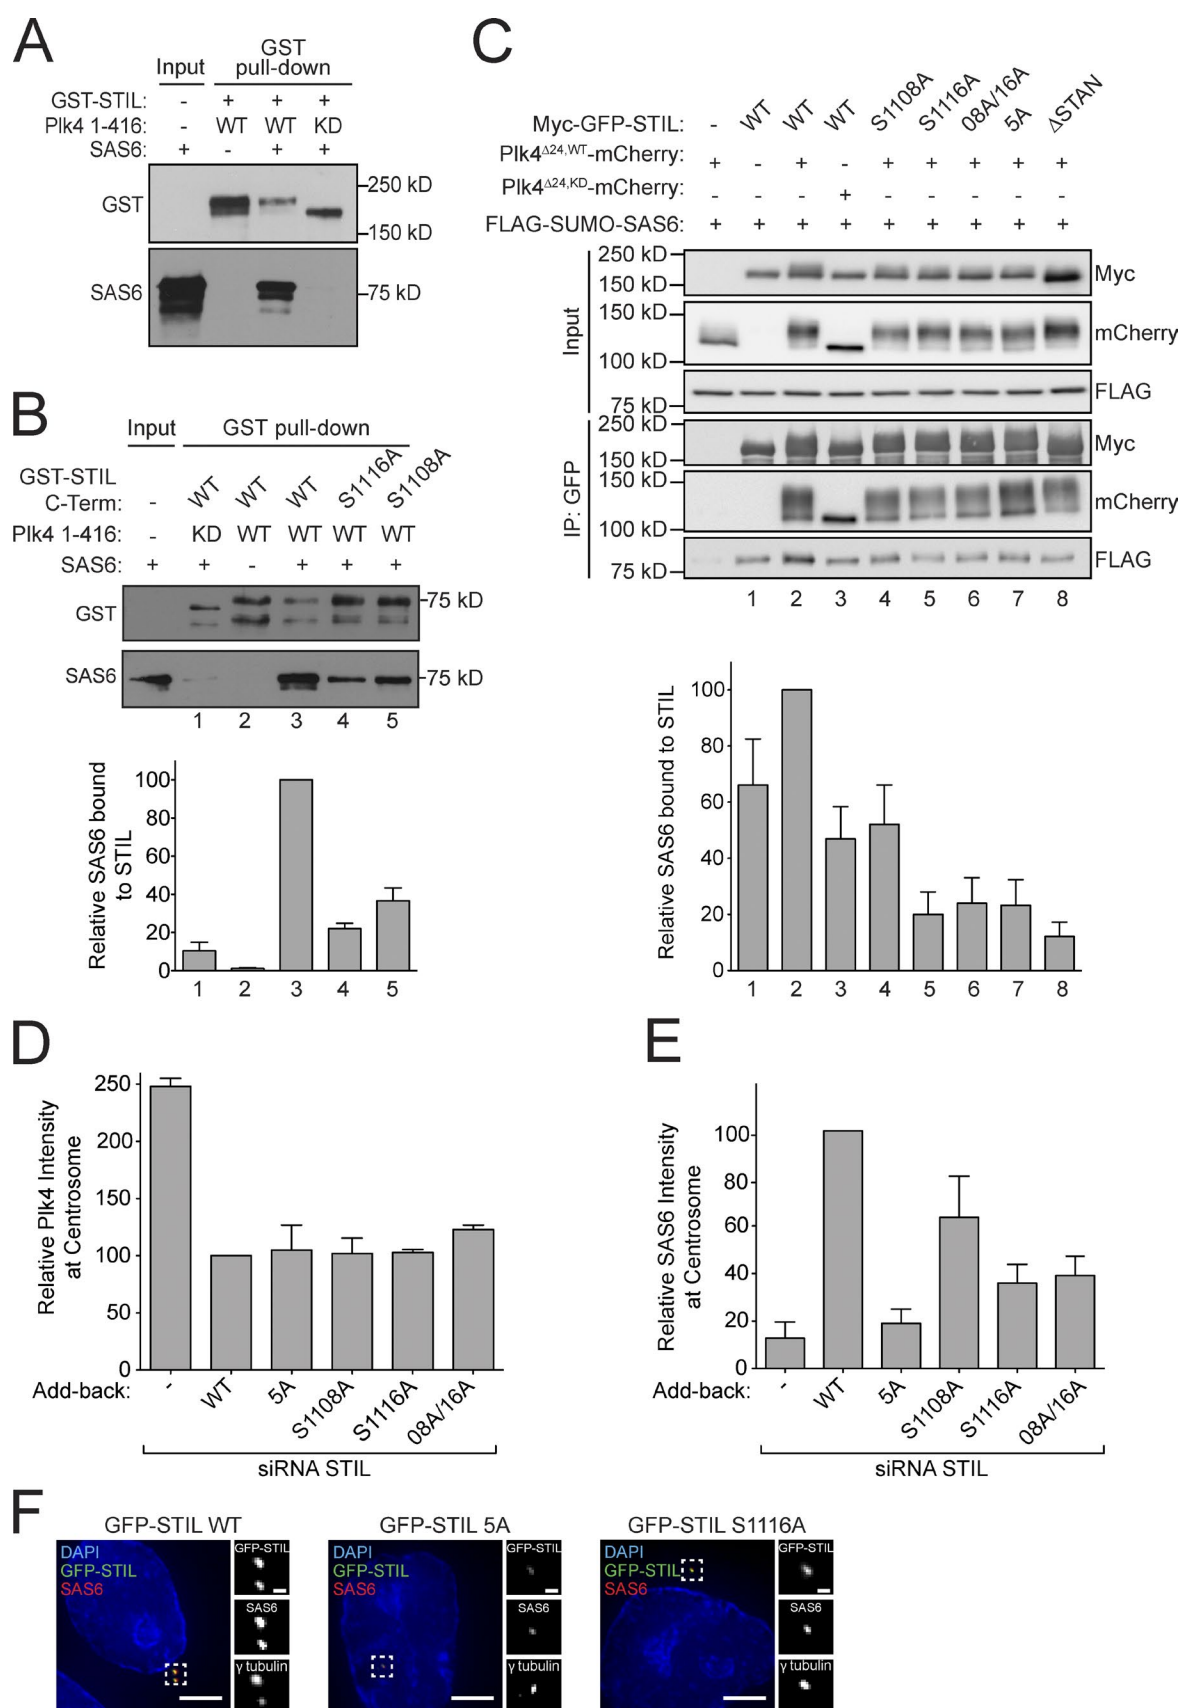 A
GST
pull-down
Input
GST-STIL: - + + +
Plk4 1-416: - WT WT KD
SAS6: + - + +
GST
250 kD
150 kD
SAS6
75 kD
B
Input GST pull-down
GST-STIL
C-Term: - WT WT WT S1116A S1108A
Plk4 1-416: - KD WT WT WT WT
SAS6: + + - + + +
GST
75 kD
SAS6
75 kD
1 2 3 4 5
Relative SAS6 bound
to STIL
100
80
60
40
20
0
1 2 3 4 5
C
Myc-GFP-STIL: - WT WT WT S1108A S1116A 08A/16A 5A ΔSTAN
Plk4Δ24,WT-mCherry: + - + - + + + + +
Plk4Δ24,KD-mCherry: - - - + - - - - -
FLAG-SUMO-SAS6: + + + + + + + + +
Input
250 kD
150 kD
Myc
150 kD
100 kD
mCherry
75 kD
FLAG
IP: GFP
250 kD
150 kD
Myc
150 kD
100 kD
mCherry
75 kD
FLAG
1 2 3 4 5 6 7 8
Relative SAS6 bound to STIL
100
80
60
40
20
0
1 2 3 4 5 6 7 8
D
Relative Plk4 Intensity
at Centrosome
250
200
150
100
50
0
Add-back: - WT 5A S1108A S1116A 08A/16A
siRNA STIL
E
Relative SAS6 Intensity
at Centrosome
100
80
60
40
20
0
Add-back: - WT 5A S1108A S1116A 08A/16A
siRNA STIL
F
GFP-STIL WT
DAPI
GFP-STIL
SAS6
GFP-STIL
SAS6
γ tubulin
GFP-STIL 5A
DAPI
GFP-STIL
SAS6
GFP-STIL
SAS6
γ tubulin
GFP-STIL S1116A
DAPI
GFP-STIL
SAS6
GFP-STIL
SAS6
γ tubulin